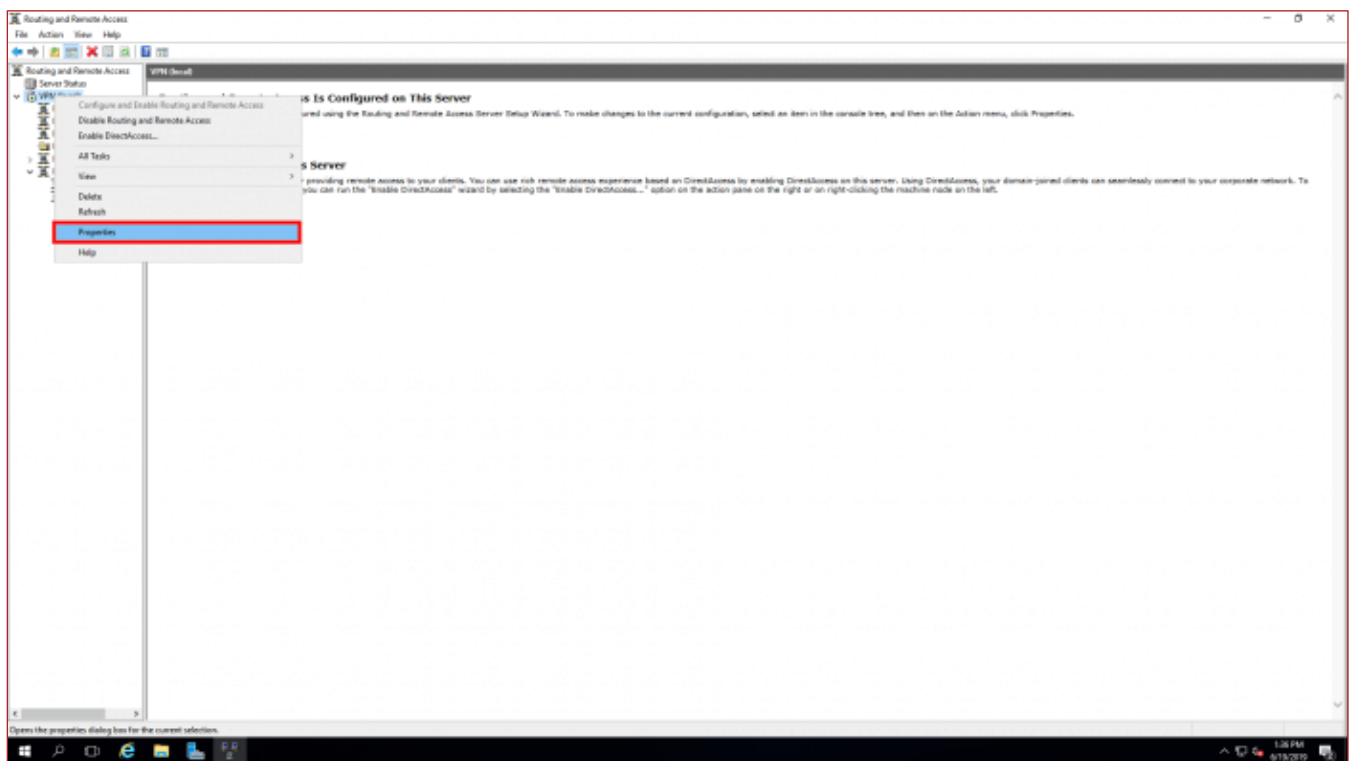 Routing and Remote Access
File Action View Help
Routing and Remote Access
Server Status
VPN (local)
Configure and Enable Routing and Remote Access
Disable Routing and Remote Access
Enable DirectAccess...
All Tasks
View
Delete
Refresh
Properties
Help
VPN (local)
ss Is Configured on This Server
ured using the Routing and Remote Access Server Setup Wizard. To make changes to the current configuration, select an item in the console tree, and then on the Action menu, click Properties.
s Server
providing remote access to your clients. You can use rich remote access experience based on DirectAccess by enabling DirectAccess on this server. Using DirectAccess, your domain-joined clients can seamlessly connect to your corporate network. To
you can run the "Enable DirectAccess" wizard by selecting the "Enable DirectAccess..." option on the action pane on the right or on right-clicking the machine node on the left.
Opens the properties dialog box for the current selection.
1:36 PM
6/19/2019